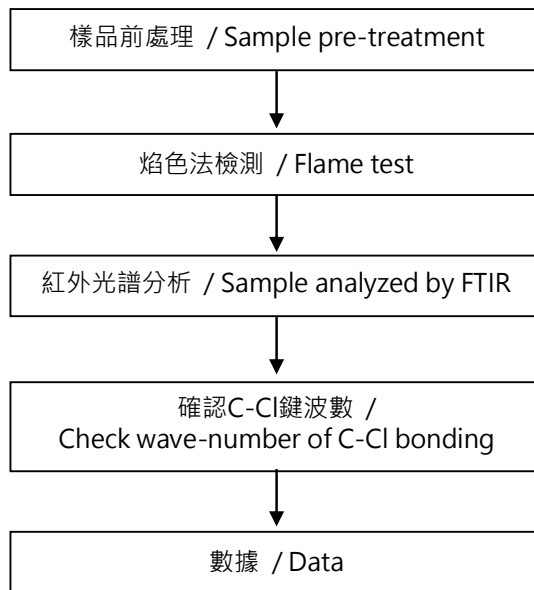 樣品前處理 / Sample pre-treatment
焰色法檢測 / Flame test
紅外光譜分析 / Sample analyzed by FTIR
確認C-Cl鍵波數 /
Check wave-number of C-Cl bonding
數據 / Data